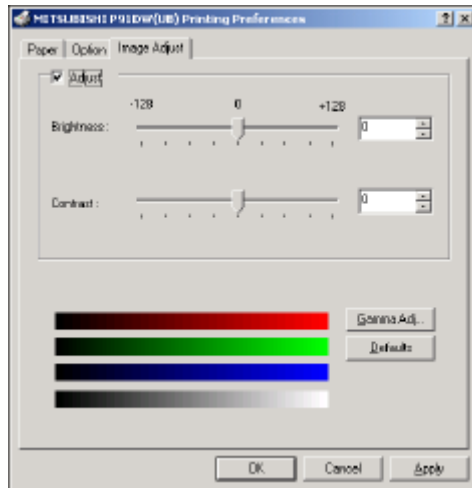 MITSUBISHI P91DW(UB) Printing Preferences
Paper Option Image Adjust
Adjust
-128 0 +128
Brightness: 0
Contrast: 0
Gamma Adj...
Defaults
OK Cancel Apply